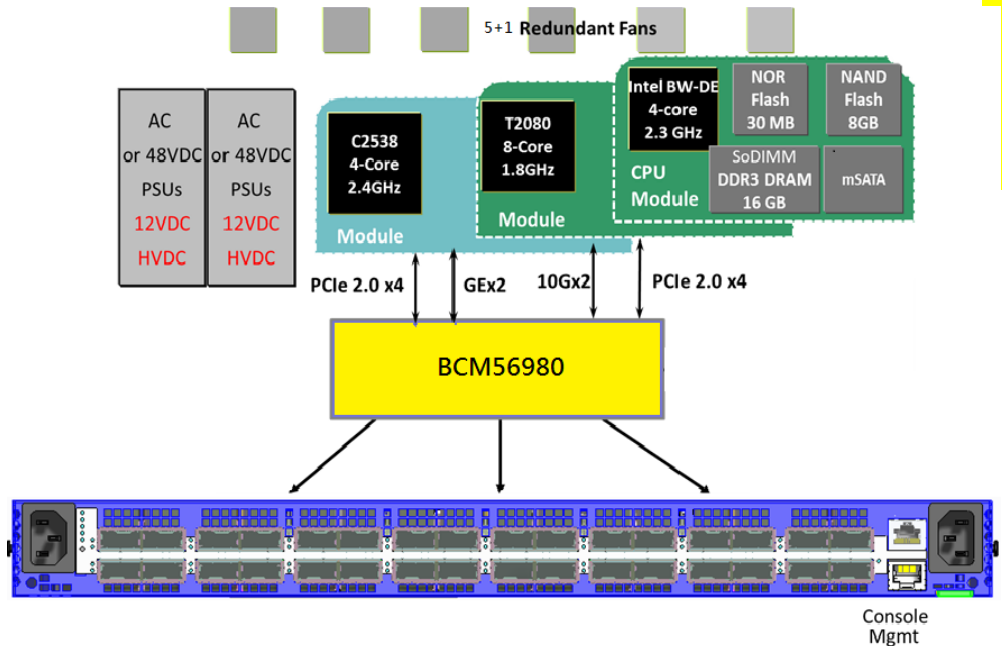 5+1 Redundant Fans
AC
or 48VDC
PSUs
12VDC
HVDC
AC
or 48VDC
PSUs
12VDC
HVDC
C2538
4-Core
2.4GHz
Module
T2080
8-Core
1.8GHz
Module
Intel BW-DE
4-core
2.3 GHz
CPU
Module
NOR
Flash
30 MB
NAND
Flash
8GB
SoDIMM
DDR3 DRAM
16 GB
mSATA
PCIe 2.0 x4
GEx2
10Gx2
PCIe 2.0 x4
BCM56980
Console
Mgmt